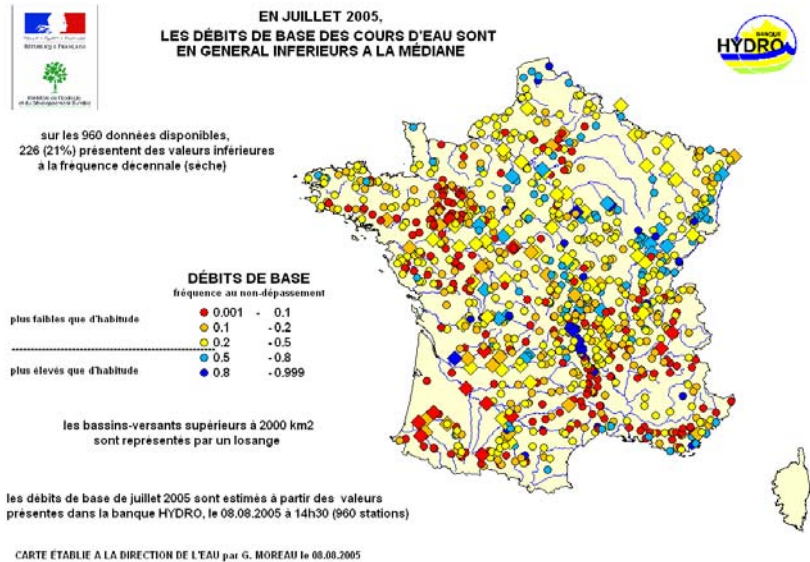 EN JUILLET 2005,
LES DÉBITS DE BASE DES COURS D'EAU SONT
EN GENERAL INFERIEURS A LA MÉDIANE
BANQUE
HYDRO
RÉPUBLIQUE FRANÇAISE
sur les 960 données disponibles,
226 (21%) présentent des valeurs inférieures
à la fréquence décennale (sèche)
DÉBITS DE BASE
fréquence au non-dépassement
plus faibles que d'habitude
0.001 - 0.1
0.1 - 0.2
0.2 - 0.5
0.5 - 0.8
plus élevés que d'habitude
0.8 - 0.999
les bassins-versants supérieurs à 2000 km2
sont représentés par un losange
les débits de base de juillet 2005 sont estimés à partir des valeurs
présentes dans la banque HYDRO, le 08.08.2005 à 14h30 (960 stations)
CARTE ÉTABLIE A LA DIRECTION DE L'EAU par G. MOREAU le 08.08.2005